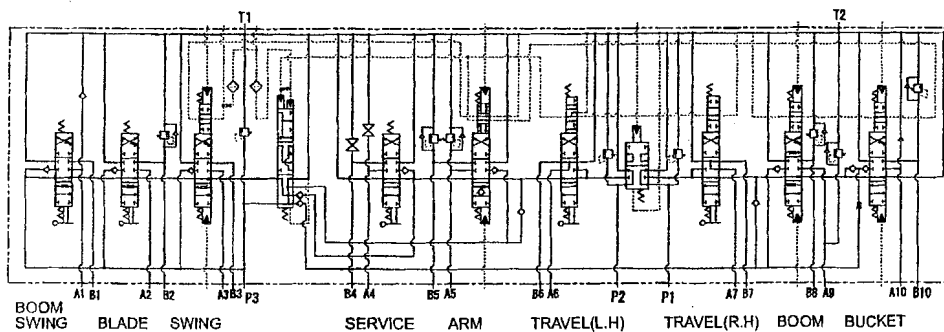 T1 T2
A1 B1 A2 B2 A3 B3 P3 B4 A4 B5 A5 B6 A6 P2 P1 A7 B7 B8 A9 A10 B10
BOOM
SWING BLADE SWING SERVICE ARM TRAVEL(L.H) TRAVEL(R.H) BOOM BUCKET